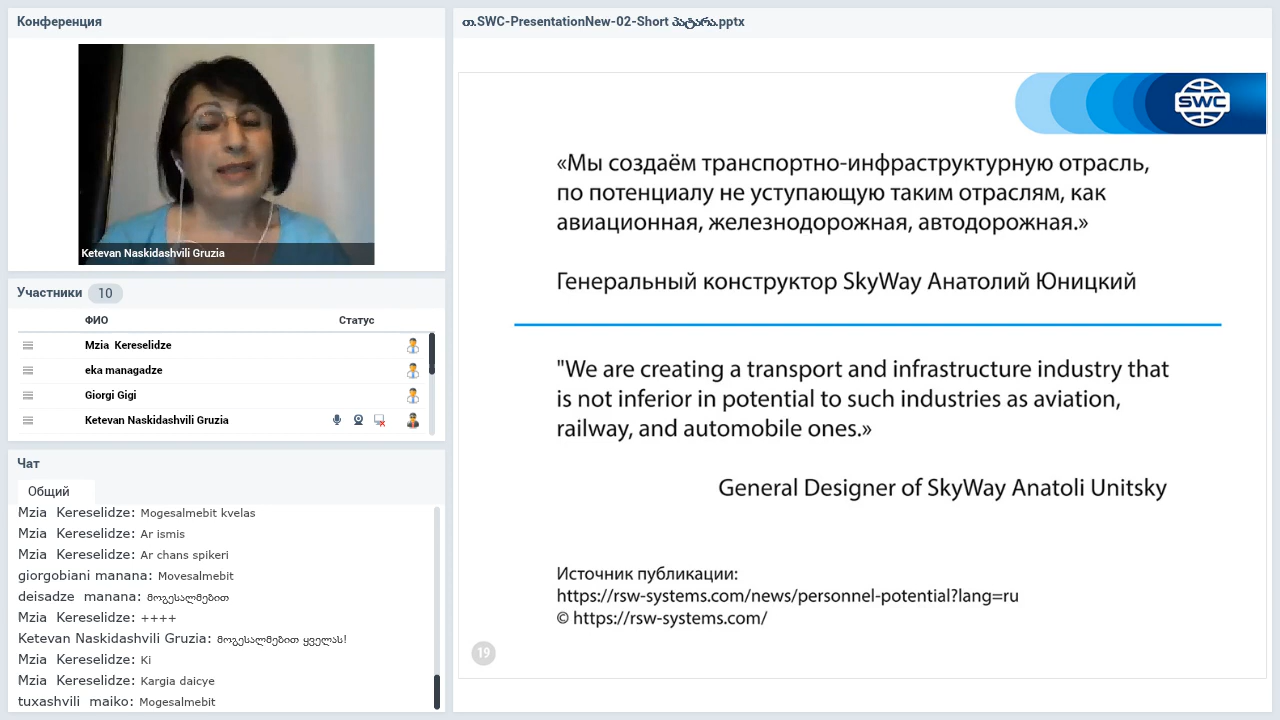 Конференция
Ketevan Naskidashvili Gruzia
Участники 10
ФИО Статус
Mzia Kereselidze
eka managadze
Giorgi Gigi
Ketevan Naskidashvili Gruzia
Чат
Общий
Mzia Kereselidze: Mogesalmebit kvelas
Mzia Kereselidze: Ar ismis
Mzia Kereselidze: Ar chans spikeri
giorgobiani manana: Movesalmebit
deisadze manana: მოგესალმებით
Mzia Kereselidze: ++++
Ketevan Naskidashvili Gruzia: მოგესალმებით ყველას!
Mzia Kereselidze: Ki
Mzia Kereselidze: Kargia daicye
tuxashvili maiko: Mogesalmebit
თ.SWC-PresentationNew-02-Short პატარა.pptx
SWC
«Мы создаём транспортно-инфраструктурную отрасль,
по потенциалу не уступающую таким отраслям, как
авиационная, железнодорожная, автодорожная.»
Генеральный конструктор SkyWay Анатолий Юницкий
"We are creating a transport and infrastructure industry that
is not inferior in potential to such industries as aviation,
railway, and automobile ones.»
General Designer of SkyWay Anatoli Unitsky
Источник публикации:
https://rsw-systems.com/news/personnel-potential?lang=ru
© https://rsw-systems.com/
19